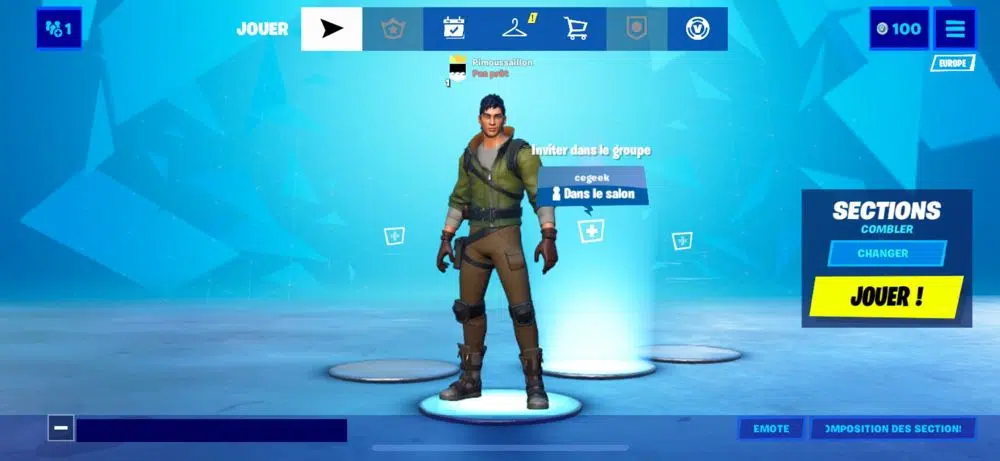 1
JOUER
!
V
100
EUROPE
Pimoussaillon
Pas prêt
1
Inviter dans le groupe
cegeek
Dans le salon
SECTIONS
COMBLER
CHANGER
JOUER !
EMOTE
OMPOSITION DES SECTIONS